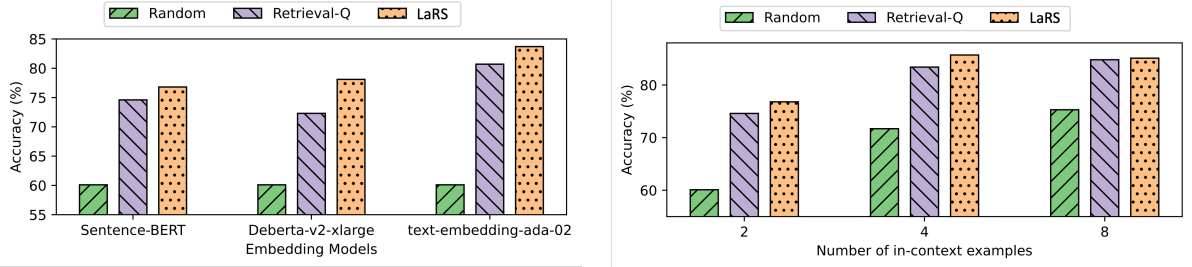 Random Retrieval-Q LaRS
85
80
75
70
65
60
55
Accuracy (%)
Sentence-BERT Deberta-v2-xlarge text-embedding-ada-02
Embedding Models
Random Retrieval-Q LaRS
80
70
60
Accuracy (%)
2 4 8
Number of in-context examples